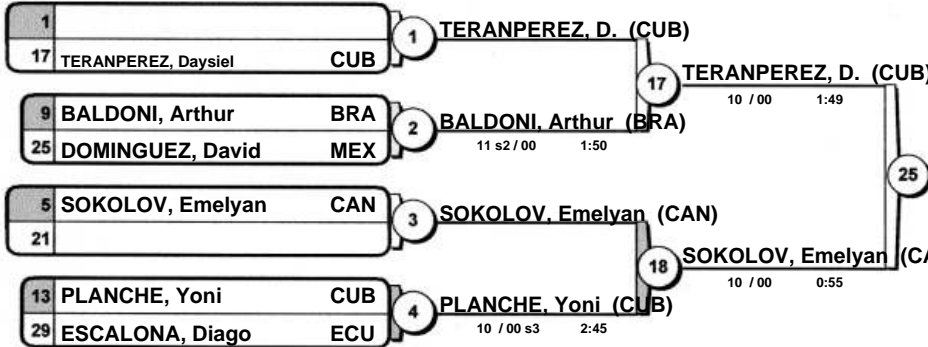 1
17 TERANPEREZ, Daysiel CUB
1 TERANPEREZ, D. (CUB)
9 BALDONI, Arthur BRA
25 DOMINGUEZ, David MEX
2 BALDONI, Arthur (BRA)
11 s2 / 00 1:50
17 TERANPEREZ, D. (CUB)
10 / 00 1:49
5 SOKOLOV, Emelyan CAN
21
3 SOKOLOV, Emelyan (CAN)
13 PLANCHE, Yoni CUB
29 ESCALONA, Diago ECU
4 PLANCHE, Yoni (CUB)
10 / 00 s3 2:45
18 SOKOLOV, Emelyan (CA
10 / 00 0:55
25